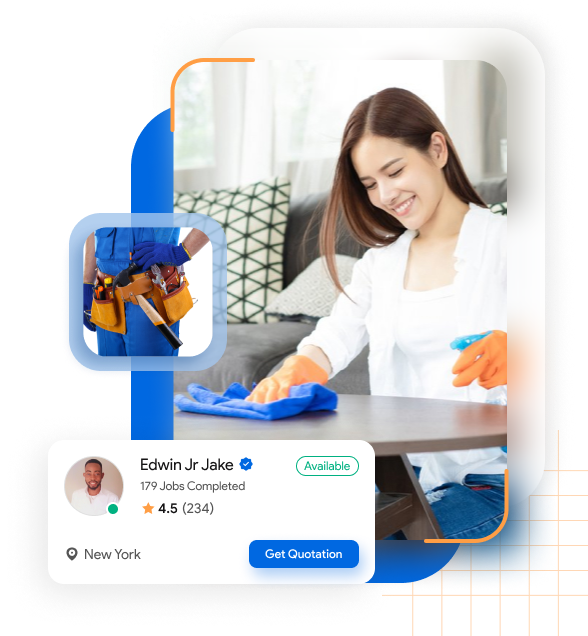 Edwin Jr Jake
Available
179 Jobs Completed
4.5 (234)
New York
Get Quotation